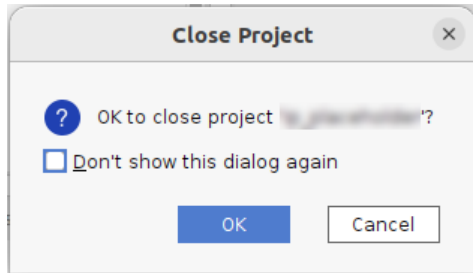 Close Project
OK to close project '        '?
Don't show this dialog again
OK
Cancel